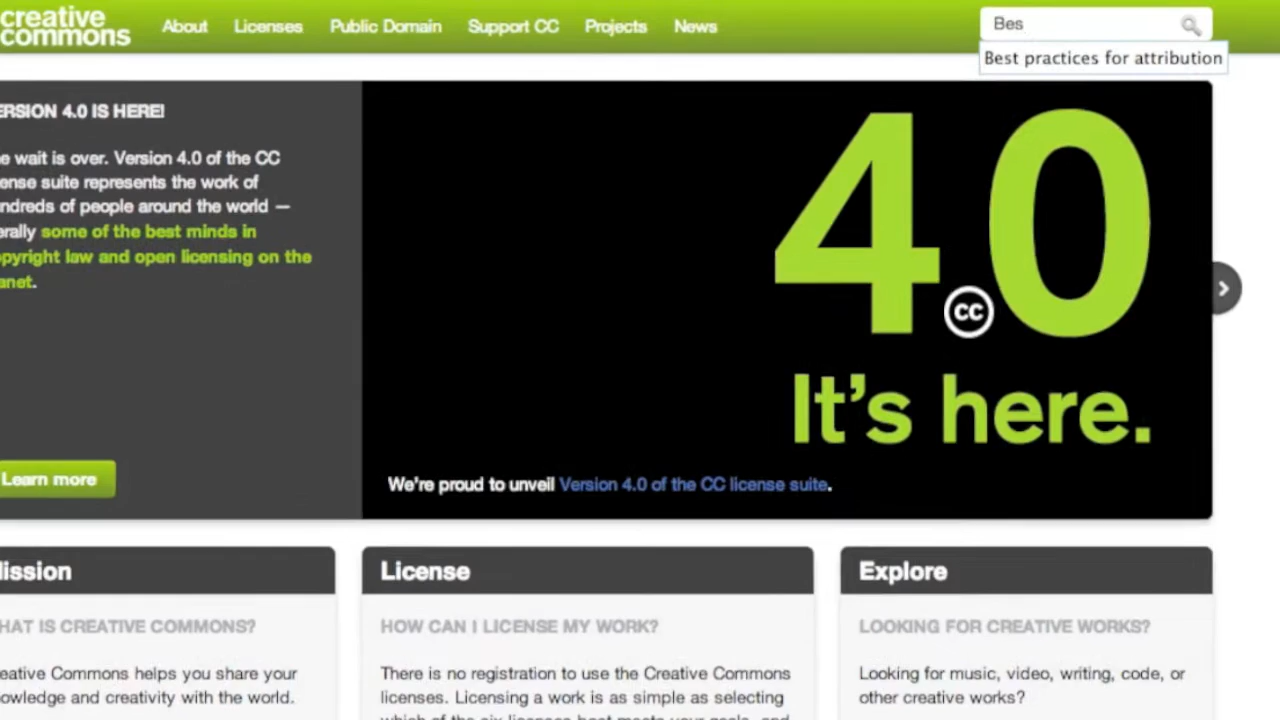 creative
commons
About Licenses Public Domain Support CC Projects News
Bes
Best practices for attribution
ERSION 4.0 IS HERE!
e wait is over. Version 4.0 of the CC
ense suite represents the work of
ndreds of people around the world —
erally some of the best minds in
opyright law and open licensing on the
anet.
Learn more
4.0
cc
It's here.
We're proud to unveil Version 4.0 of the CC license suite.
ission
HAT IS CREATIVE COMMONS?
eative Commons helps you share your
owledge and creativity with the world.
License
HOW CAN I LICENSE MY WORK?
There is no registration to use the Creative Commons
licenses. Licensing a work is as simple as selecting
which of the six licenses best meets your goals, and
Explore
LOOKING FOR CREATIVE WORKS?
Looking for music, video, writing, code, or
other creative works?